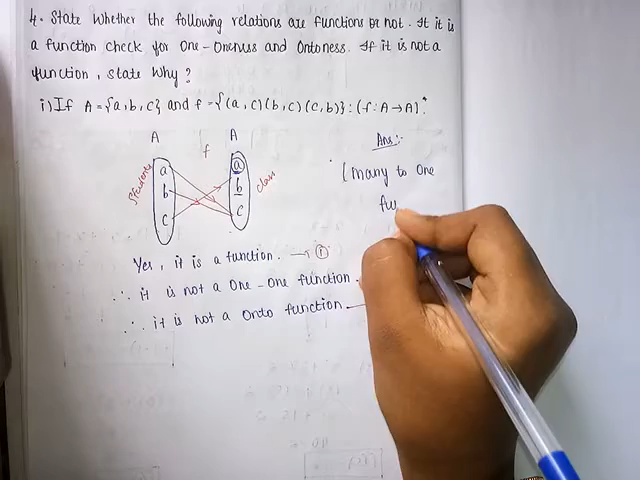 4. State whether the following relations are functions or not. It it is
a function check for One-Oneness and Ontoness. If it is not a
function, state why?
i) If A = {a, b, c} and f = {(a, c) (b, c) (c, b)} : (f : A → A).
A f A
Ans :-
students
a
b
c
a
b
c
class
(many to one
fu
Yes, it is a function. → ①
∴ it is not a One-One function.
∴ it is not a Onto function